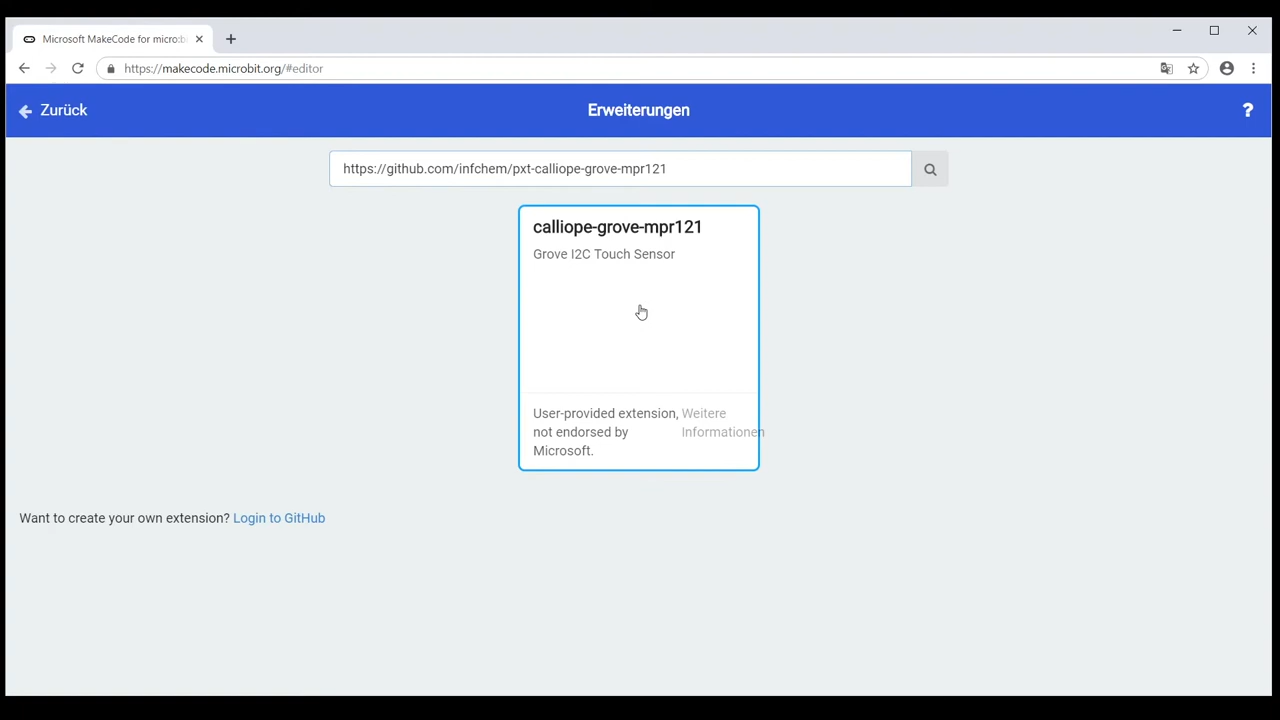 Microsoft MakeCode for micro:b
https://makecode.microbit.org/#editor
Zurück
Erweiterungen
?
https://github.com/infchem/pxt-calliope-grove-mpr121
calliope-grove-mpr121
Grove I2C Touch Sensor
User-provided extension, Weitere
not endorsed by Informationen
Microsoft.
Want to create your own extension? Login to GitHub